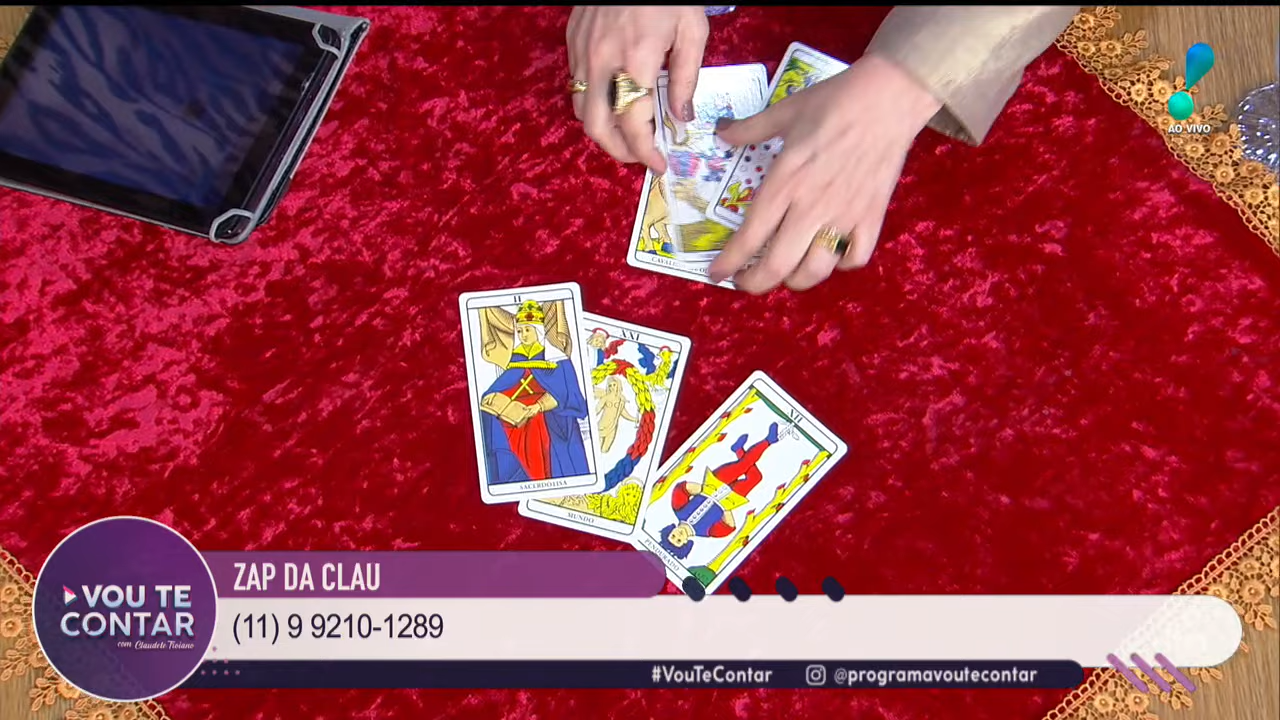 AO VIVO
II
SACERDOTISA
XXI
MUNDO
XII
PENDURADO
VOU TE
CONTAR
com Claudete Troiano
ZAP DA CLAU
(11) 9 9210-1289
#VouTeContar
@programavoutecontar